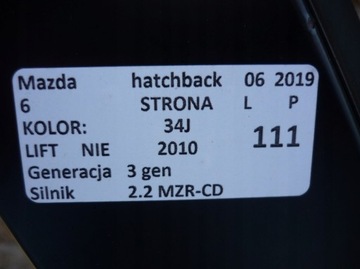 Mazda hatchback 06 2019
6 STRONA L P
KOLOR: 34J 111
LIFT NIE 2010
Generacja 3 gen
Silnik 2.2 MZR-CD